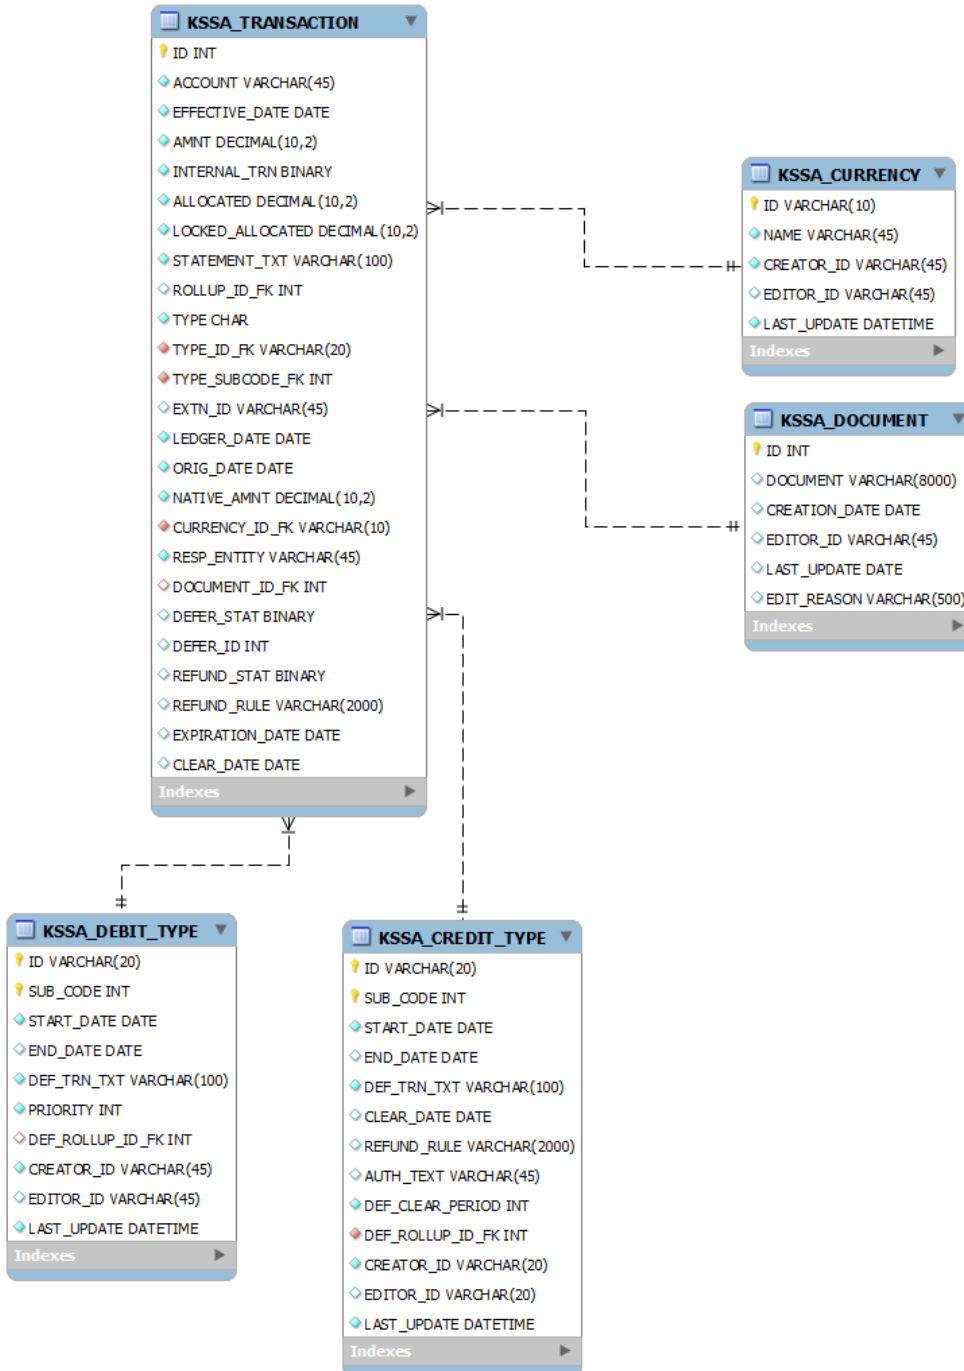 KSSA_TRANSACTION
ID INT
ACCOUNT VARCHAR(45)
EFFECTIVE_DATE DATE
AMNT DECIMAL(10,2)
INTERNAL_TRN BINARY
ALLOCATED DECIMAL(10,2)
LOCKED_ALLOCATED DECIMAL(10,2)
STATEMENT_TXT VARCHAR(100)
ROLLUP_ID_FK INT
TYPE CHAR
TYPE_ID_FK VARCHAR(20)
TYPE_SUBCODE_FK INT
EXTN_ID VARCHAR(45)
LEDGER_DATE DATE
ORIG_DATE DATE
NATIVE_AMNT DECIMAL(10,2)
CURRENCY_ID_FK VARCHAR(10)
RESP_ENTITY VARCHAR(45)
DOCUMENT_ID_FK INT
DEFER_STAT BINARY
DEFER_ID INT
REFUND_STAT BINARY
REFUND_RULE VARCHAR(2000)
EXPIRATION_DATE DATE
CLEAR_DATE DATE
Indexes
KSSA_CURRENCY
ID VARCHAR(10)
NAME VARCHAR(45)
CREATOR_ID VARCHAR(45)
EDITOR_ID VARCHAR(45)
LAST_UPDATE DATETIME
Indexes
KSSA_DOCUMENT
ID INT
DOCUMENT VARCHAR(8000)
CREATION_DATE DATE
EDITOR_ID VARCHAR(45)
LAST_UPDATE DATE
EDIT_REASON VARCHAR(500)
Indexes
KSSA_DEBIT_TYPE
ID VARCHAR(20)
SUB_CODE INT
START_DATE DATE
END_DATE DATE
DEF_TRN_TXT VARCHAR(100)
PRIORITY INT
DEF_ROLLUP_ID_FK INT
CREATOR_ID VARCHAR(45)
EDITOR_ID VARCHAR(45)
LAST_UPDATE DATETIME
Indexes
KSSA_CREDIT_TYPE
ID VARCHAR(20)
SUB_CODE INT
START_DATE DATE
END_DATE DATE
DEF_TRN_TXT VARCHAR(100)
CLEAR_DATE DATE
REFUND_RULE VARCHAR(2000)
AUTH_TEXT VARCHAR(45)
DEF_CLEAR_PERIOD INT
DEF_ROLLUP_ID_FK INT
CREATOR_ID VARCHAR(20)
EDITOR_ID VARCHAR(20)
LAST_UPDATE DATETIME
Indexes